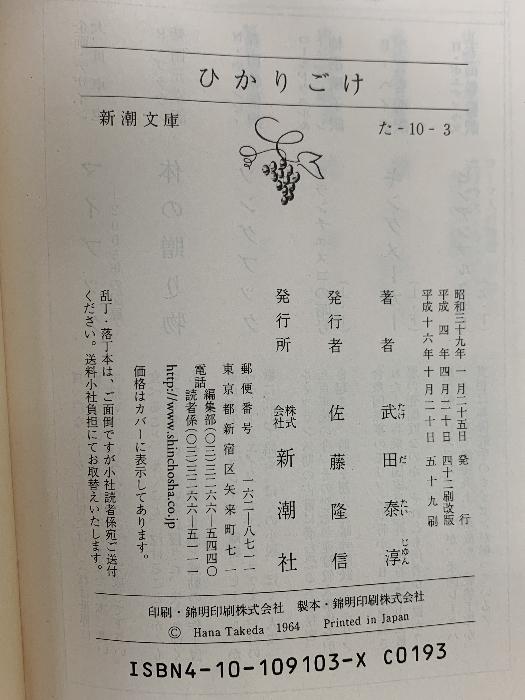 ひかりごけ
新潮文庫
た-10-3
昭和三十九年一月二十五日発行
平成四年四月二十日四十二刷改版
平成十六年十月二十日五十九刷
著者 武田泰淳
たけ だ たい じゅん
発行者 佐藤隆信
発行所 株式会社 新潮社
郵便番号 一六二―八七一一
東京都新宿区矢来町七一
電話 編集部(〇三)三二六六―五四四〇
読者係(〇三)三二六六―五一一一
http://www.shinchosha.co.jp
価格はカバーに表示してあります。
乱丁・落丁本は、ご面倒ですが小社読者係宛ご送付
ください。送料小社負担にてお取替えいたします。
印刷・錦明印刷株式会社 製本・錦明印刷株式会社
© Hana Takeda 1964 Printed in Japan
ISBN4-10-109103-X C0193